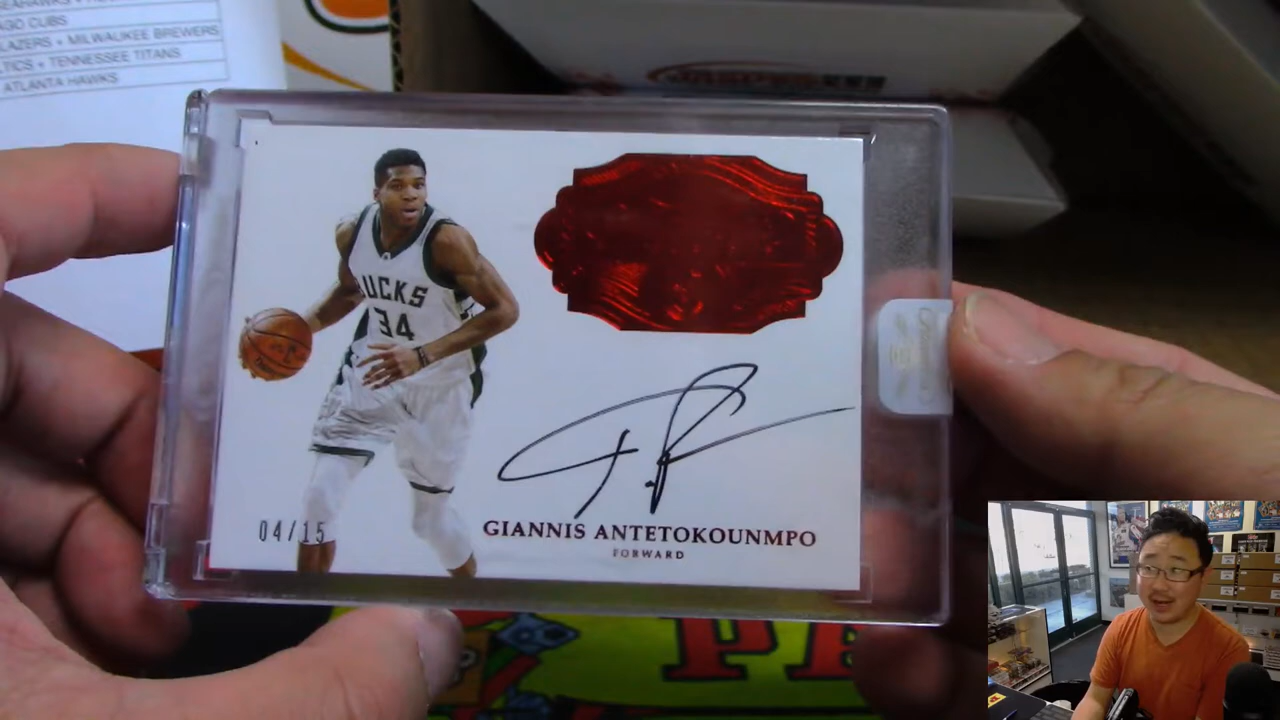 AGO CUBS
LAZERS • MILWAUKEE BREWERS
TICS • TENNESSEE TITANS
ATLANTA HAWKS
BUCKS
34
04/15
GIANNIS ANTETOKOUNMPO
FORWARD